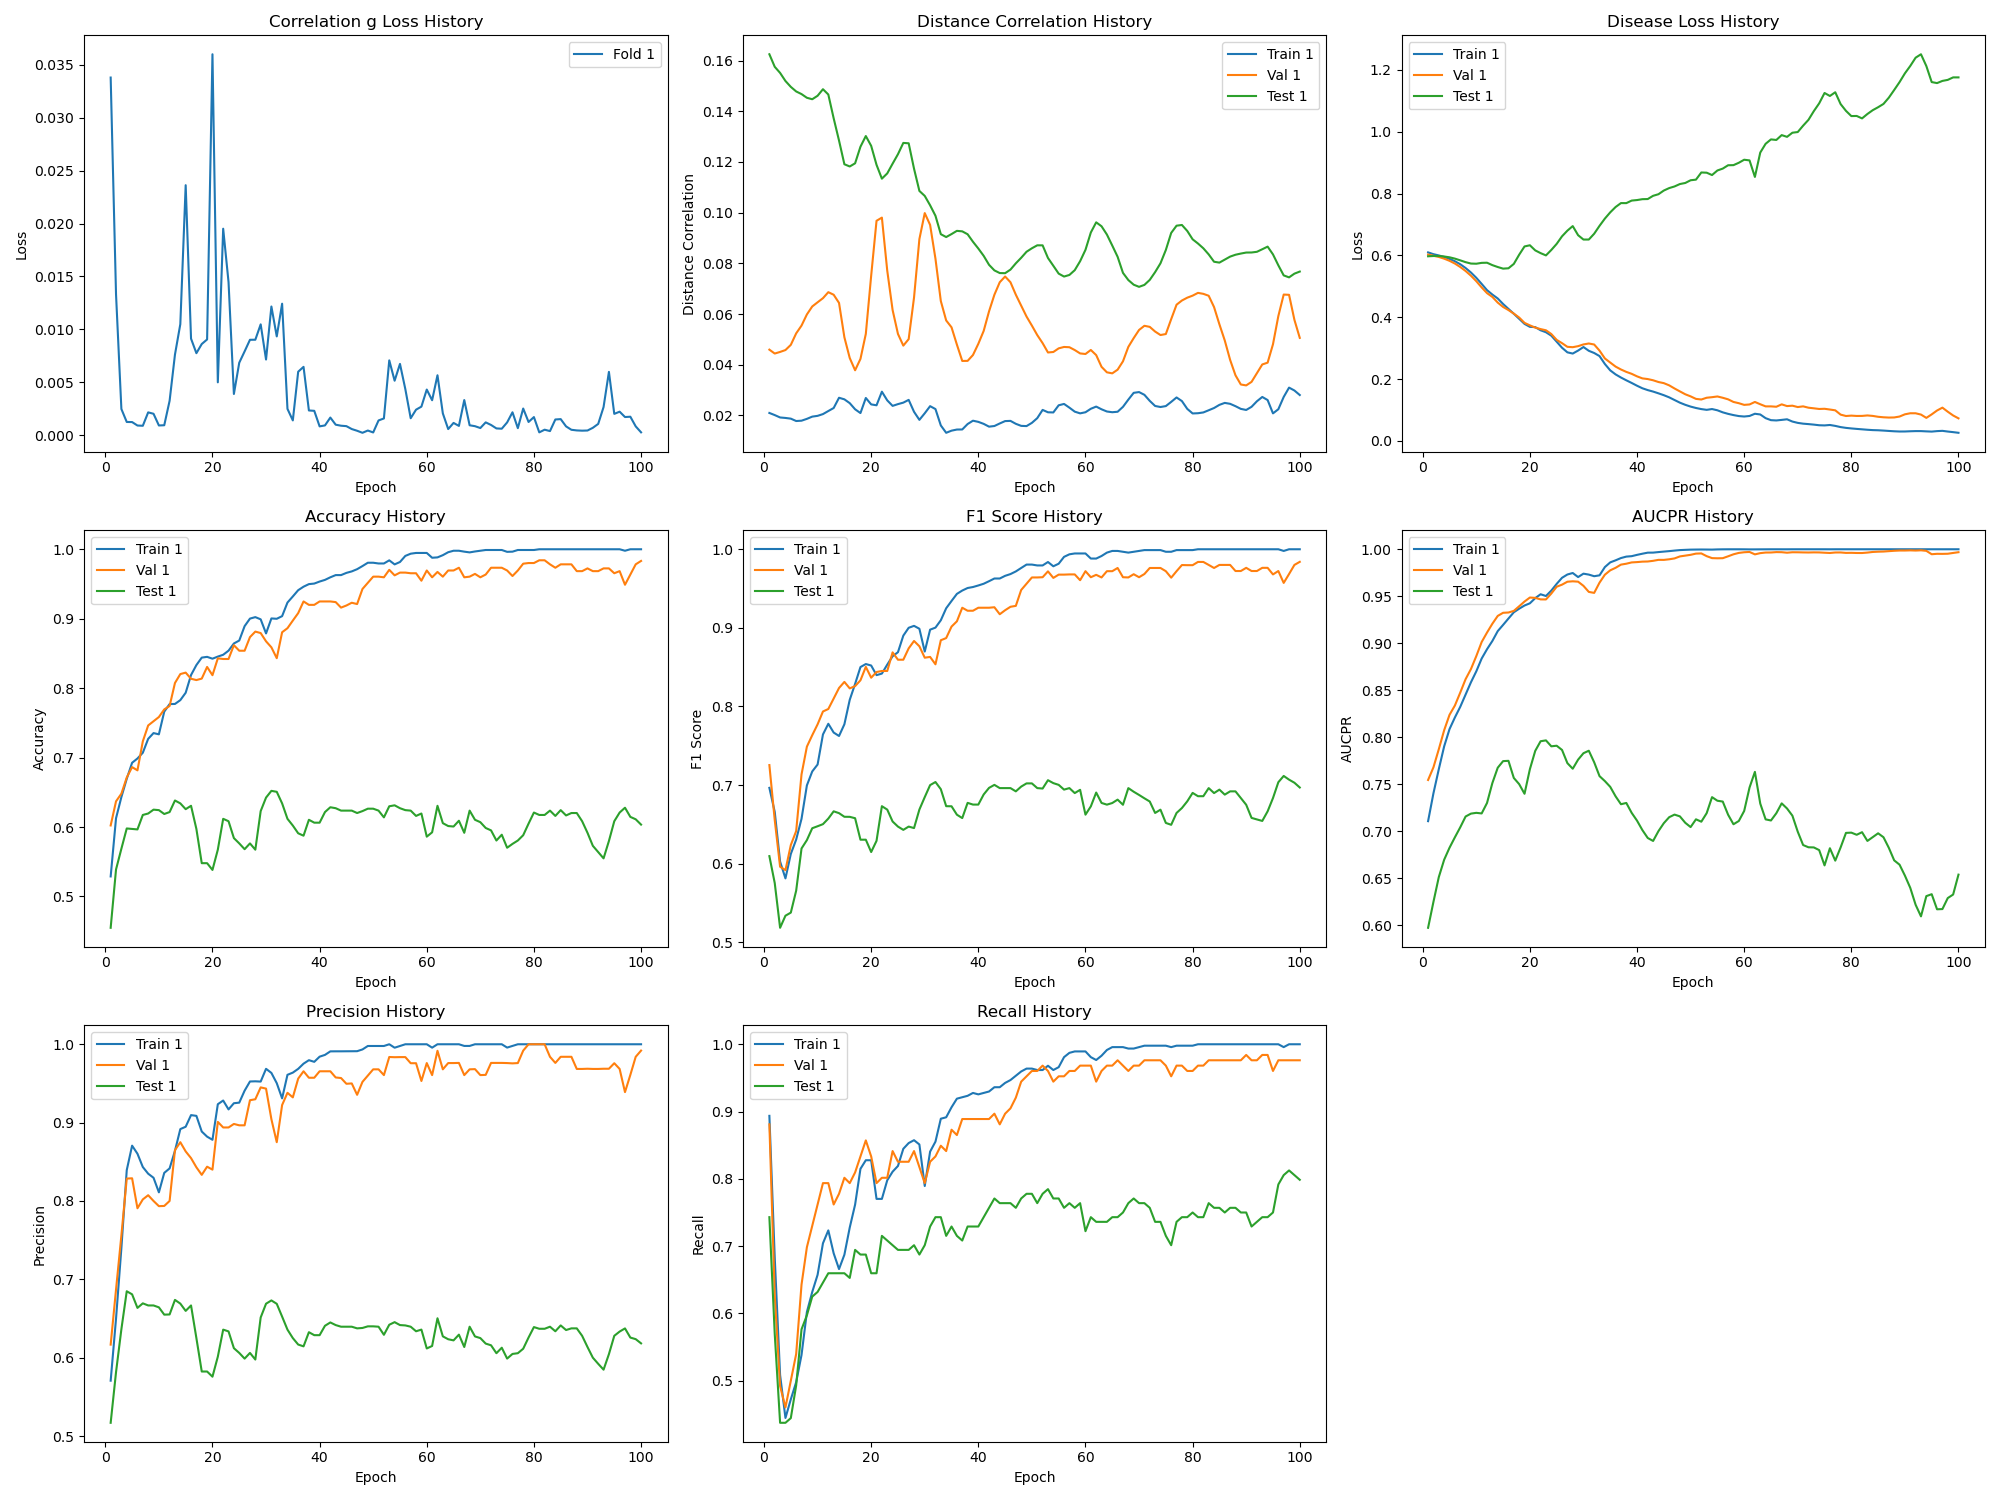 Correlation g Loss History
Fold 1
0.035
0.030
0.025
0.020
0.015
0.010
0.005
0.000
Loss
0 20 40 60 80 100
Epoch
Distance Correlation History
Train 1
Val 1
Test 1
0.16
0.14
0.12
0.10
0.08
0.06
0.04
0.02
Distance Correlation
0 20 40 60 80 100
Epoch
Disease Loss History
Train 1
Val 1
Test 1
1.2
1.0
0.8
0.6
0.4
0.2
0.0
Loss
0 20 40 60 80 100
Epoch
Accuracy History
Train 1
Val 1
Test 1
1.0
0.9
0.8
0.7
0.6
0.5
Accuracy
0 20 40 60 80 100
Epoch
F1 Score History
Train 1
Val 1
Test 1
1.0
0.9
0.8
0.7
0.6
0.5
F1 Score
0 20 40 60 80 100
Epoch
AUCPR History
Train 1
Val 1
Test 1
1.00
0.95
0.90
0.85
0.80
0.75
0.70
0.65
0.60
AUCPR
0 20 40 60 80 100
Epoch
Precision History
Train 1
Val 1
Test 1
1.0
0.9
0.8
0.7
0.6
0.5
Precision
0 20 40 60 80 100
Epoch
Recall History
Train 1
Val 1
Test 1
1.0
0.9
0.8
0.7
0.6
0.5
Recall
0 20 40 60 80 100
Epoch